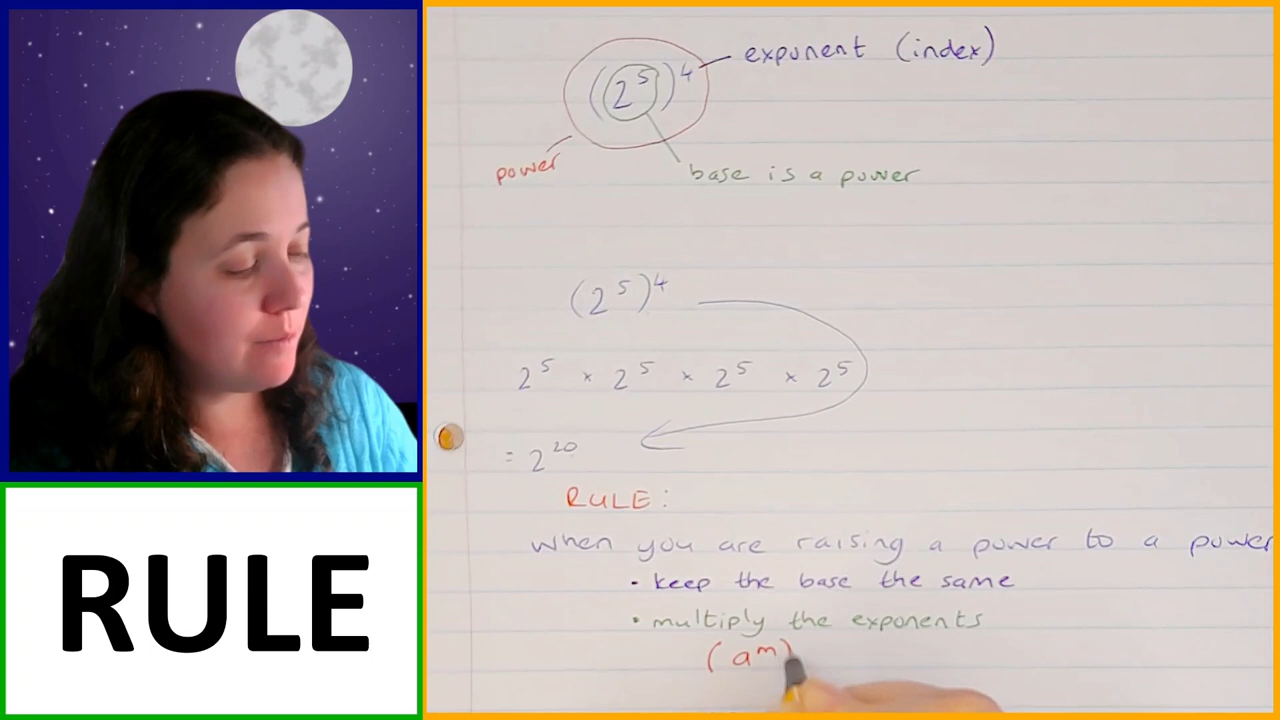 ((2⁵))⁴ exponent (index)
power
base is a power
(2⁵)⁴
2⁵ × 2⁵ × 2⁵ × 2⁵
= 2²⁰
RULE:
When you are raising a power to a power
• keep the base the same
• multiply the exponents
(aᵐ)
RULE